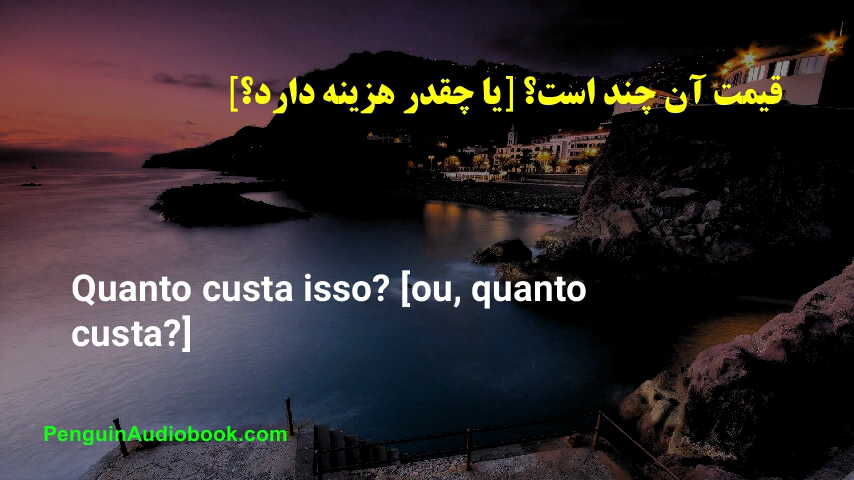 قیمت آن چند است؟ [یا چقدر هزینه دارد؟]
Quanto custa isso? [ou, quanto
custa?]
PenguinAudiobook.com